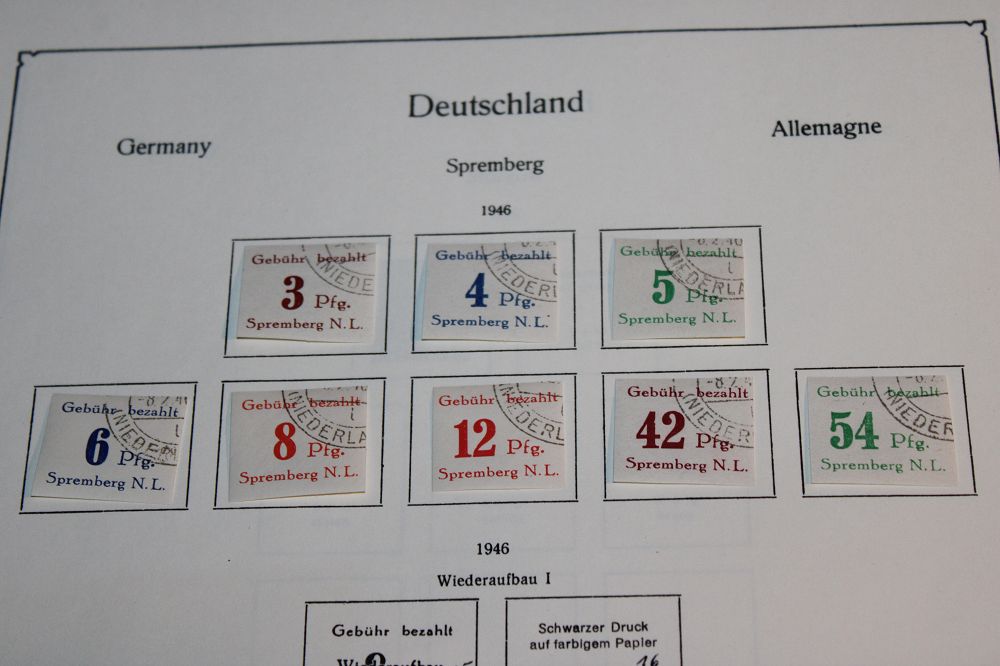 Deutschland
Germany
Allemagne
Spremberg
1946
Gebühr bezahlt
3 Pfg.
Spremberg N.L.
Gebühr bezahlt
4 Pfg.
Spremberg N.L.
Gebühr bezahlt
5 Pfg.
Spremberg N.L.
Gebühr bezahlt
6 Pfg.
Spremberg N.L.
Gebühr bezahlt
8 Pfg.
Spremberg N.L.
Gebühr bezahlt
12 Pfg.
Spremberg N.L.
Gebühr bezahlt
42 Pfg.
Spremberg N.L.
Gebühr bezahlt
54 Pfg.
Spremberg N.L.
1946
Wiederaufbau I
Gebühr bezahlt
Schwarzer Druck
auf farbigem Papier